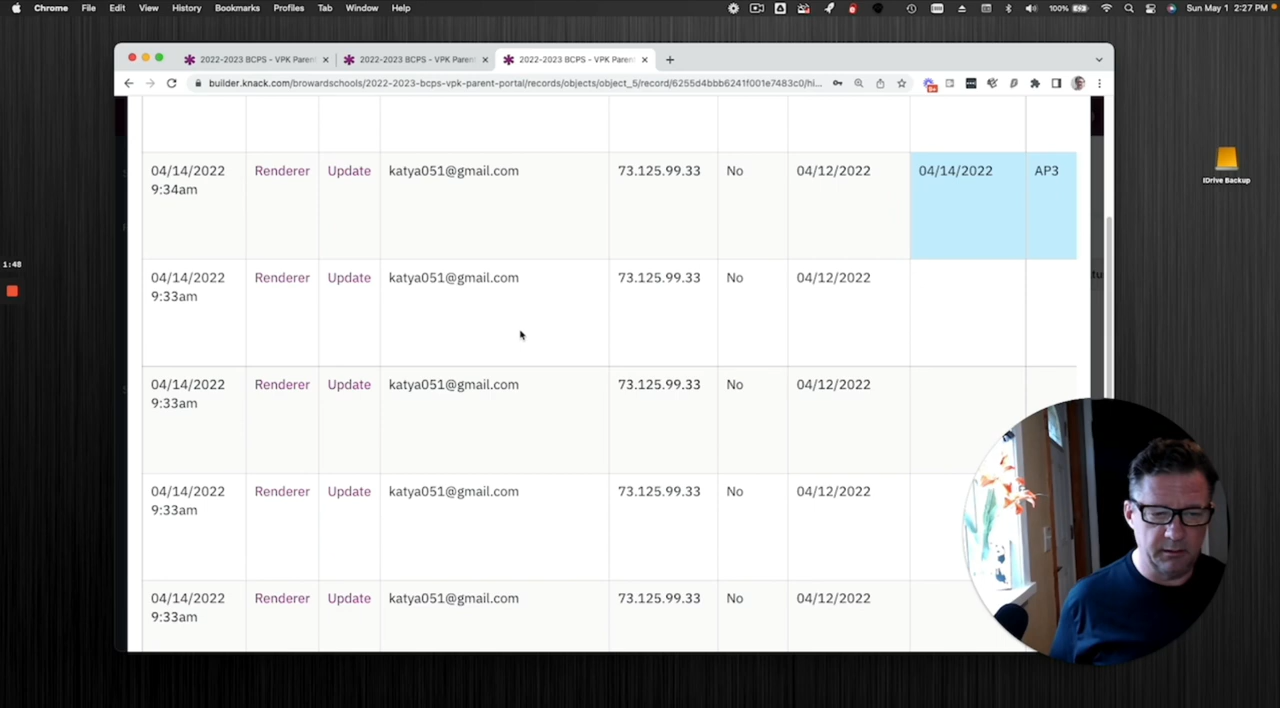 Chrome File Edit View History Bookmarks Profiles Tab Window Help 100% Sun May 1 2:27 PM
2022-2023 BCPS - VPK Parent 2022-2023 BCPS - VPK Parent 2022-2023 BCPS - VPK Parent
builder.knack.com/browardschools/2022-2023-bcps-vpk-parent-portal/records/objects/object_5/record/6255d4bbb6241f001e7483c0/hi...
IDrive Backup
1:48
04/14/2022 Renderer Update katya051@gmail.com 73.125.99.33 No 04/12/2022 04/14/2022 AP3
9:34am
04/14/2022 Renderer Update katya051@gmail.com 73.125.99.33 No 04/12/2022
9:33am
04/14/2022 Renderer Update katya051@gmail.com 73.125.99.33 No 04/12/2022
9:33am
04/14/2022 Renderer Update katya051@gmail.com 73.125.99.33 No 04/12/2022
9:33am
04/14/2022 Renderer Update katya051@gmail.com 73.125.99.33 No 04/12/2022
9:33am